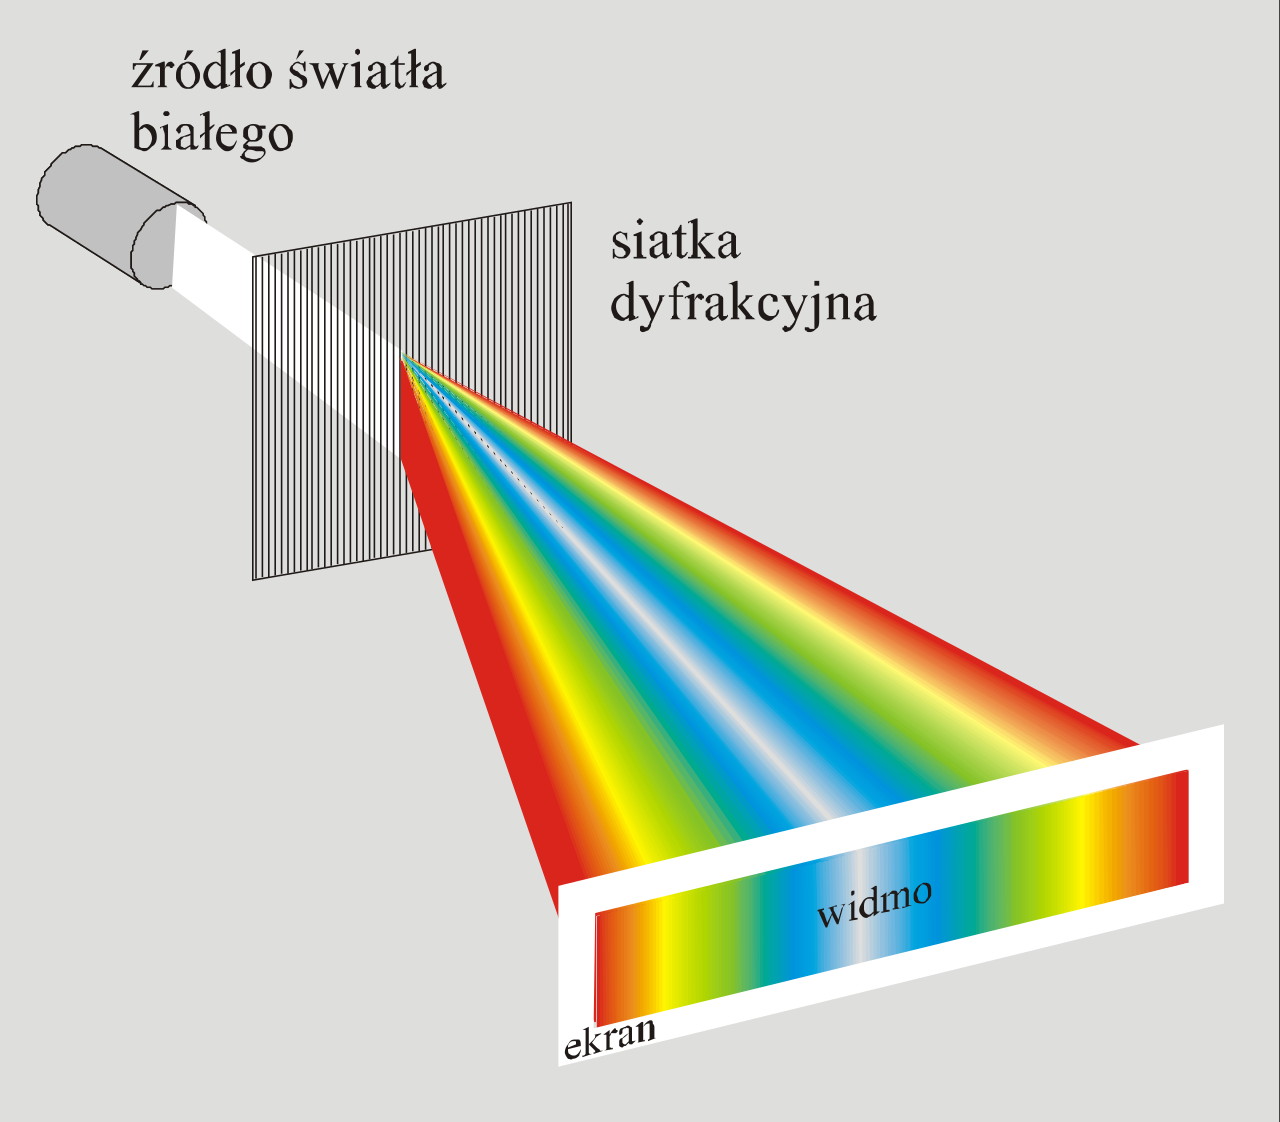 źródło światła
białego
siatka
dyfrakcyjna
widmo
ekran